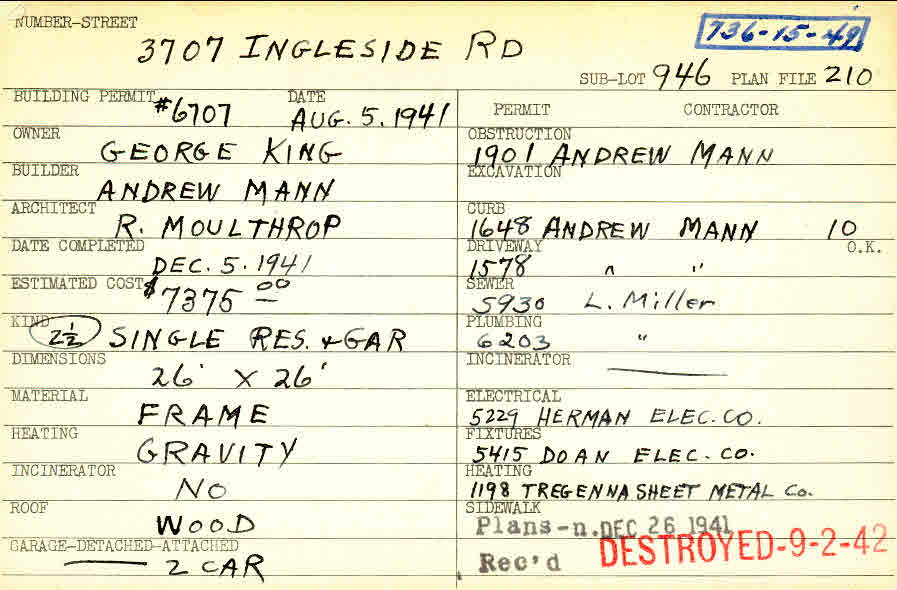 NUMBER-STREET
3707 INGLESIDE RD
736-15-49
SUB-LOT 946 PLAN FILE 210
BUILDING PERMIT #6707 DATE AUG. 5, 1941
PERMIT CONTRACTOR
OWNER GEORGE KING
OBSTRUCTION 1901 ANDREW MANN
BUILDER ANDREW MANN
EXCAVATION
ARCHITECT R. MOULTHROP
CURB 1648 ANDREW MANN 10
DATE COMPLETED DEC. 5. 1941
DRIVEWAY 1578 " " O.K.
ESTIMATED COST $7375 00
SEWER 5930 L. Miller
KIND 2½ SINGLE RES. & GAR
PLUMBING 6203 "
DIMENSIONS 26' X 26'
INCINERATOR
MATERIAL FRAME
ELECTRICAL 5229 HERMAN ELEC. CO.
HEATING GRAVITY
FIXTURES 5415 DOAN ELEC. CO.
INCINERATOR NO
HEATING 1198 TREGENNA SHEET METAL Co.
ROOF WOOD
SIDEWALK
Plans-n. DEC 26 1941
GARAGE-DETACHED-ATTACHED 2 CAR
Rec'd DESTROYED-9-2-42